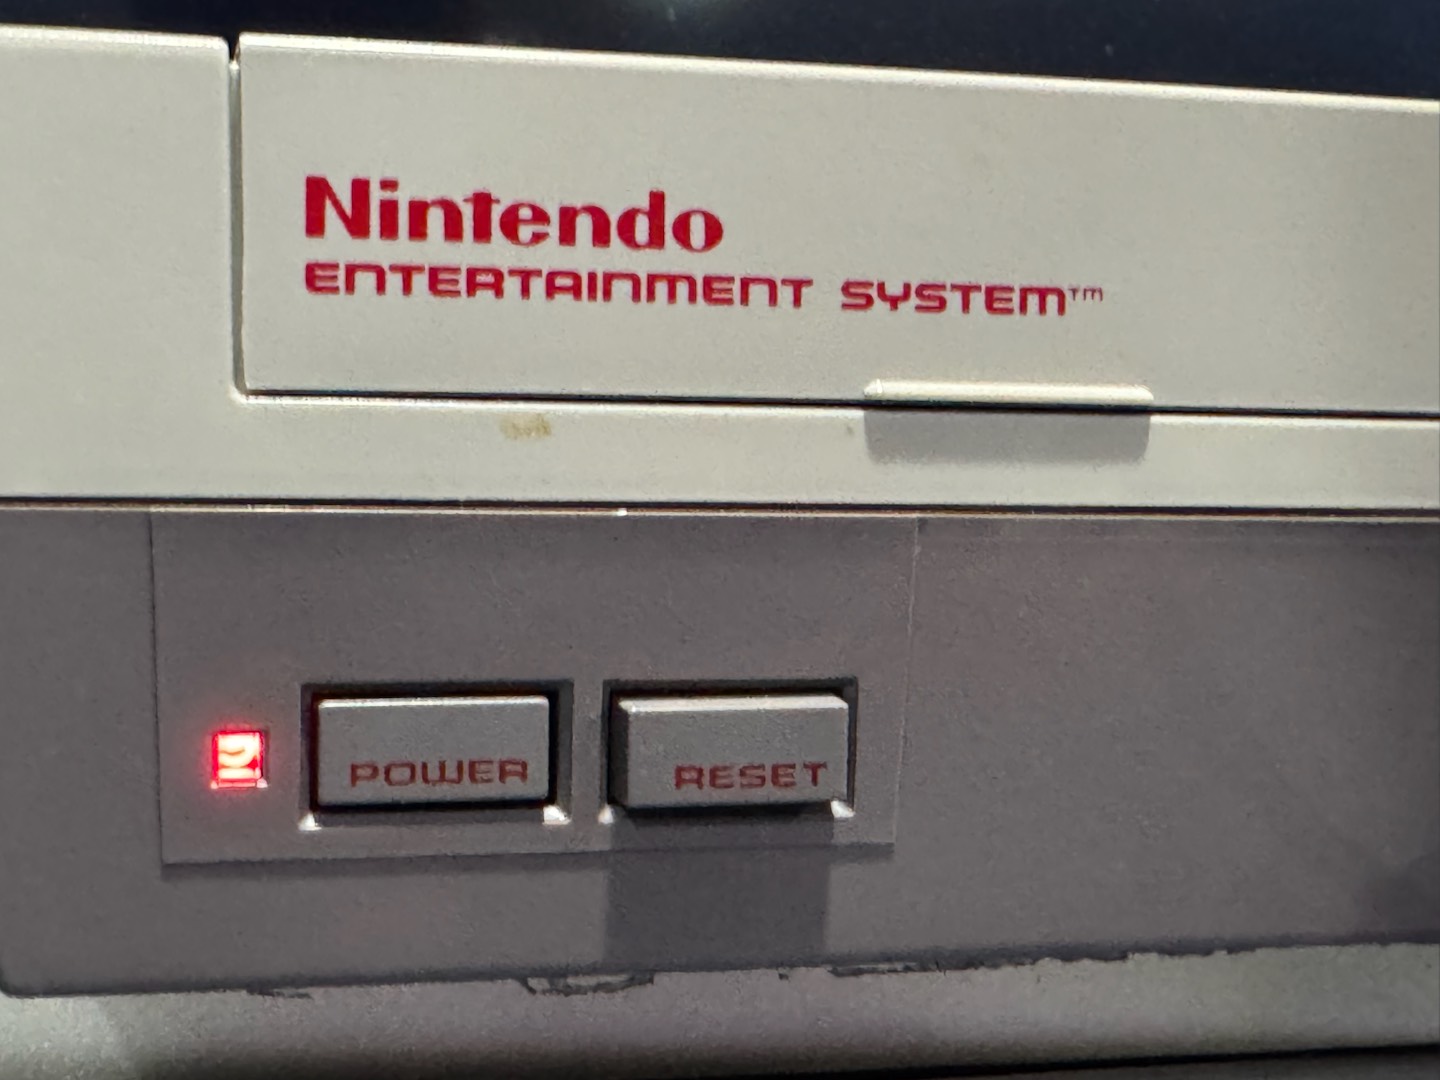 Nintendo
ENTERTAINMENT SYSTEM™
POWER
RESET